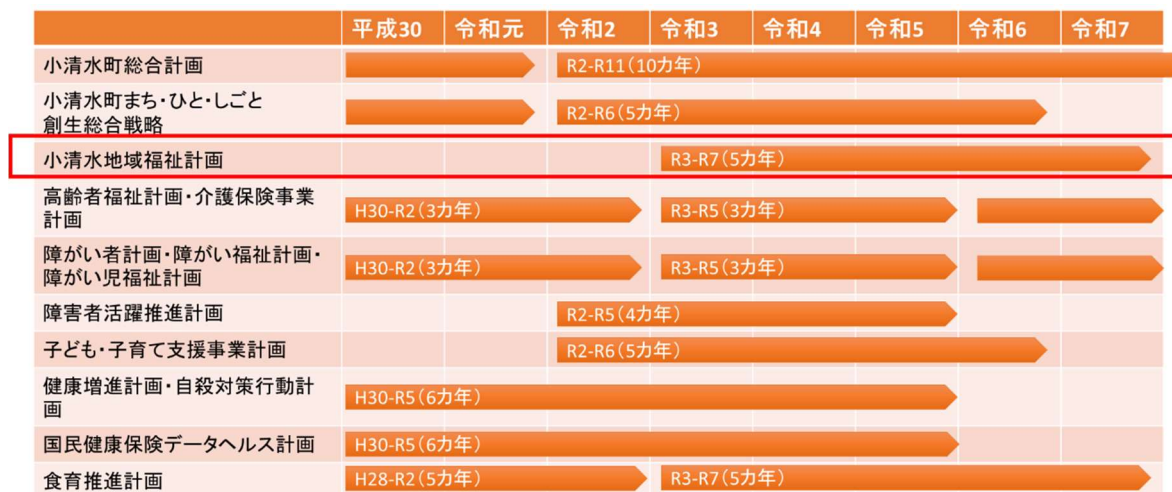 平成30 令和元 令和2 令和3 令和4 令和5 令和6 令和7
小清水町総合計画 R2-R11(10カ年)
小清水町まち・ひと・しごと
創生総合戦略 R2-R6(5カ年)
小清水地域福祉計画 R3-R7(5カ年)
高齢者福祉計画・介護保険事業
計画 H30-R2(3カ年) R3-R5(3カ年)
障がい者計画・障がい福祉計画・
障がい児福祉計画 H30-R2(3カ年) R3-R5(3カ年)
障害者活躍推進計画 R2-R5(4カ年)
子ども・子育て支援事業計画 R2-R6(5カ年)
健康増進計画・自殺対策行動計
画 H30-R5(6カ年)
国民健康保険データヘルス計画 H30-R5(6カ年)
食育推進計画 H28-R2(5カ年) R3-R7(5カ年)